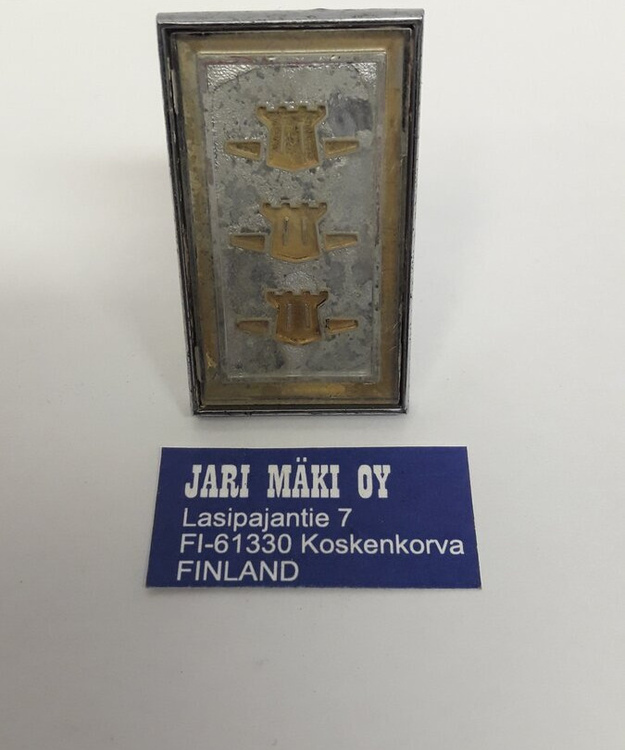 JARI MÄKI OY
Lasipajantie 7
FI-61330 Koskenkorva
FINLAND